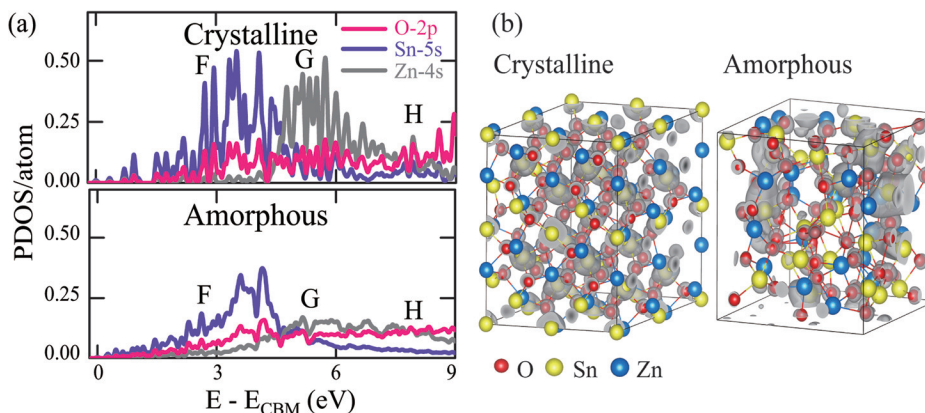 (a)
Crystalline
O-2p
Sn-5s
Zn-4s
F
G
H
0.50
0.25
0.00
Amorphous
F
G
H
0.50
0.25
0.00
PDOS/atom
0
3
6
9
E - E_CBM (eV)
(b)
Crystalline
Amorphous
O
Sn
Zn